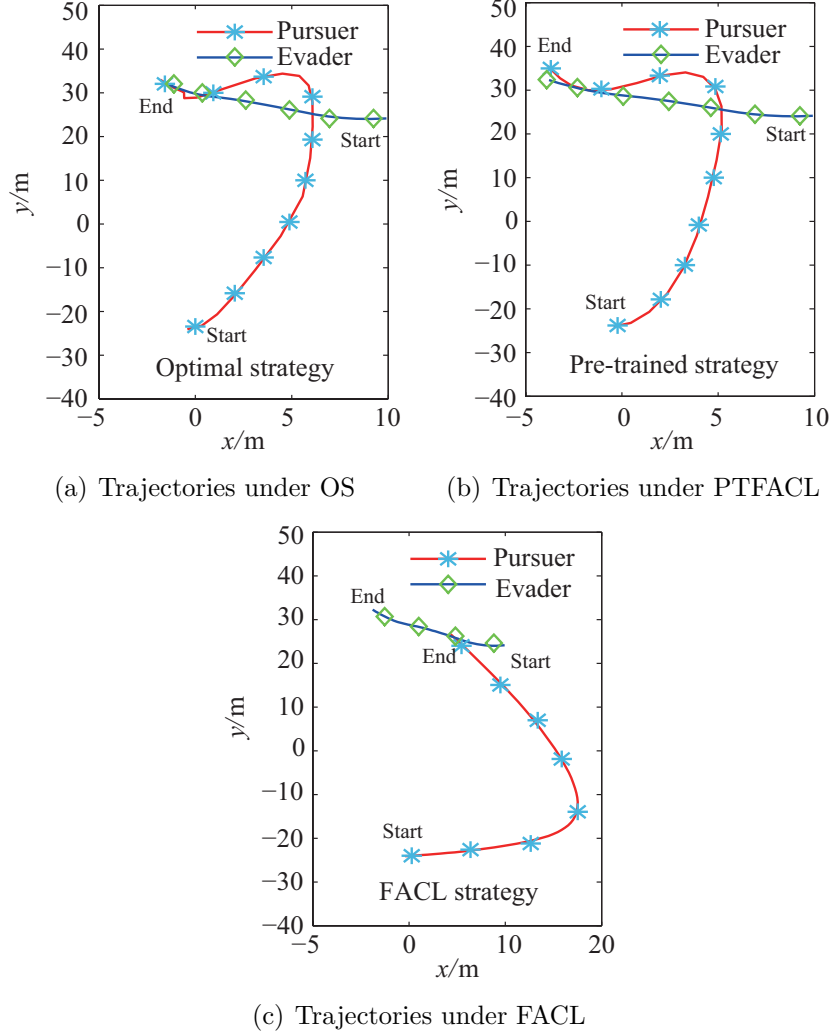 50
40
30
20
10
0
−10
−20
−30
−40
−5
0
5
10
y/m
x/m
Pursuer
Evader
End
Start
Start
Optimal strategy
(a) Trajectories under OS
50
40
30
20
10
0
−10
−20
−30
−40
−5
0
5
10
y/m
x/m
Pursuer
Evader
End
Start
Start
Pre-trained strategy
(b) Trajectories under PTFACL
50
40
30
20
10
0
−10
−20
−30
−40
−5
0
10
20
y/m
x/m
Pursuer
Evader
End
End
Start
Start
FACL strategy
(c) Trajectories under FACL